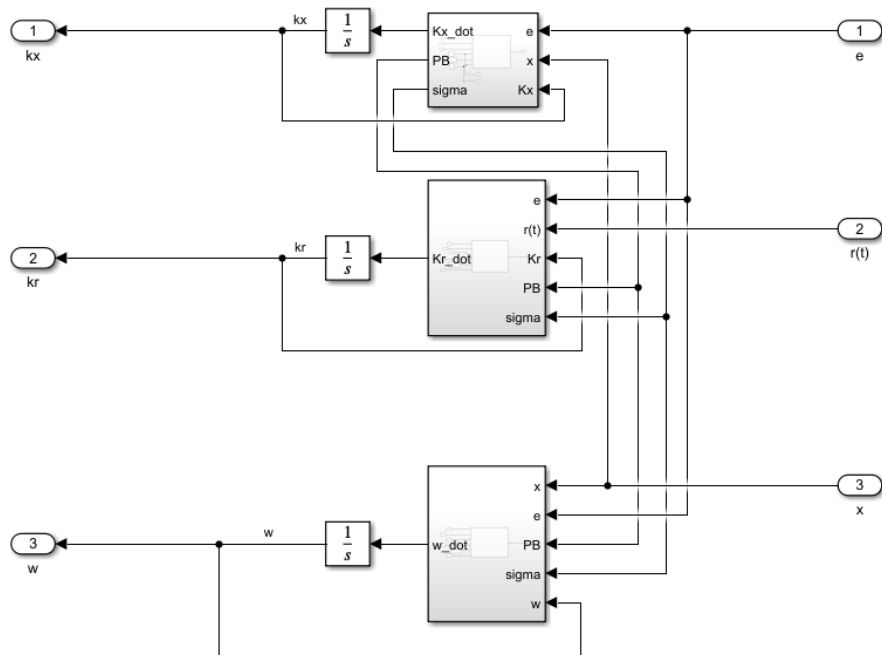 kx
1
s
1
kx
Kx_dot
PB
sigma
e
x
Kx
1
e
kr
1
s
2
kr
Kr_dot
e
r(t)
Kr
PB
sigma
2
r(t)
w
1
s
3
w
w_dot
x
e
PB
sigma
w
3
x